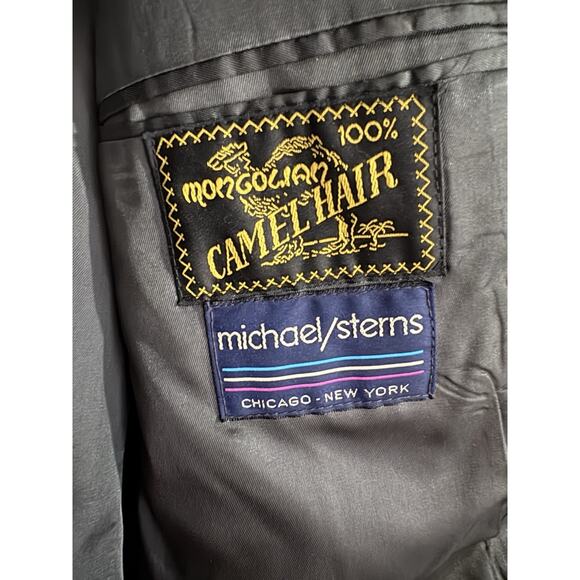 100%
MONGOLIAN
CAMEL HAIR
michael/sterns
CHICAGO - NEW YORK